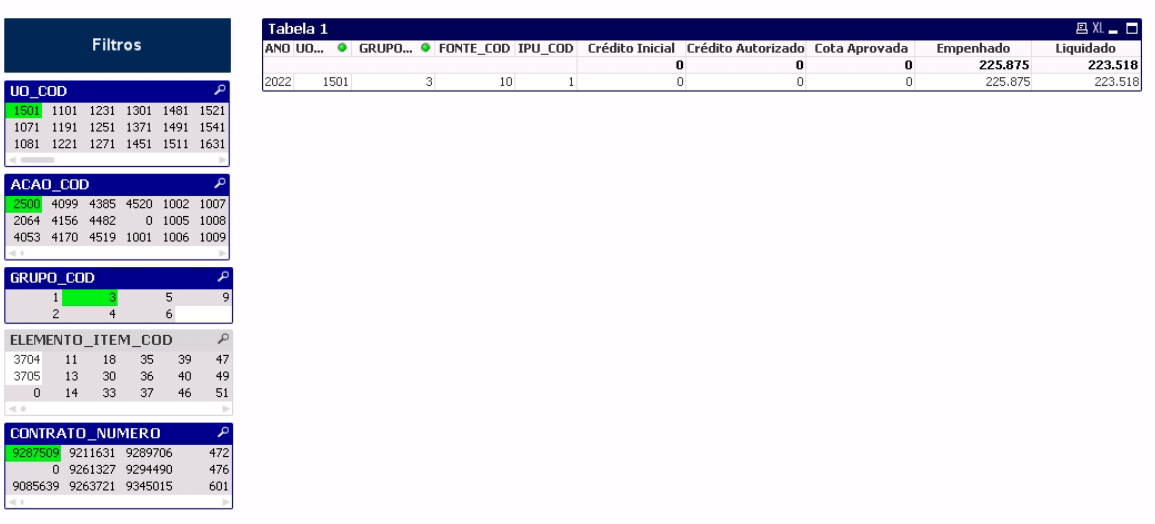 Filtros
Tabela 1 XL
ANO UO... GRUPO... FONTE_COD IPU_COD Crédito Inicial Crédito Autorizado Cota Aprovada Empenhado Liquidado
0 0 0 225.875 223.518
2022 1501 3 10 1 0 0 0 225.875 223.518
UO_COD
1501 1101 1231 1301 1481 1521
1071 1191 1251 1371 1491 1541
1081 1221 1271 1451 1511 1631
ACAO_COD
2500 4099 4385 4520 1002 1007
2064 4156 4482 0 1005 1008
4053 4170 4519 1001 1006 1009
GRUPO_COD
1 3 5 9
2 4 6
ELEMENTO_ITEM_COD
3704 11 18 35 39 47
3705 13 30 36 40 49
0 14 33 37 46 51
CONTRATO_NUMERO
9287509 9211631 9289706 472
0 9261327 9294490 476
9085639 9263721 9345015 601